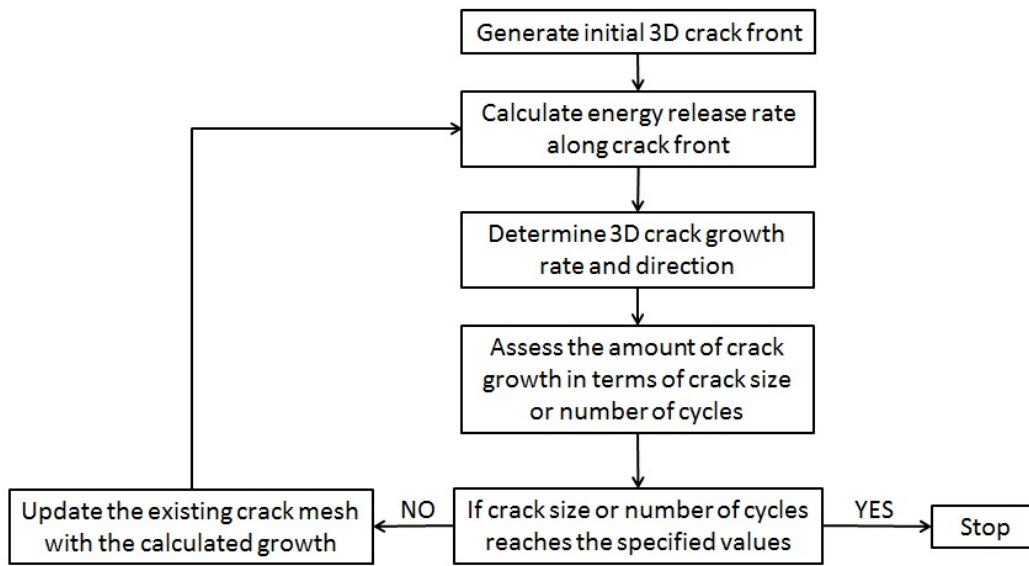 Generate initial 3D crack front
Calculate energy release rate
along crack front
Determine 3D crack growth
rate and direction
Assess the amount of crack
growth in terms of crack size
or number of cycles
If crack size or number of cycles
reaches the specified values
NO
Update the existing crack mesh
with the calculated growth
YES
Stop